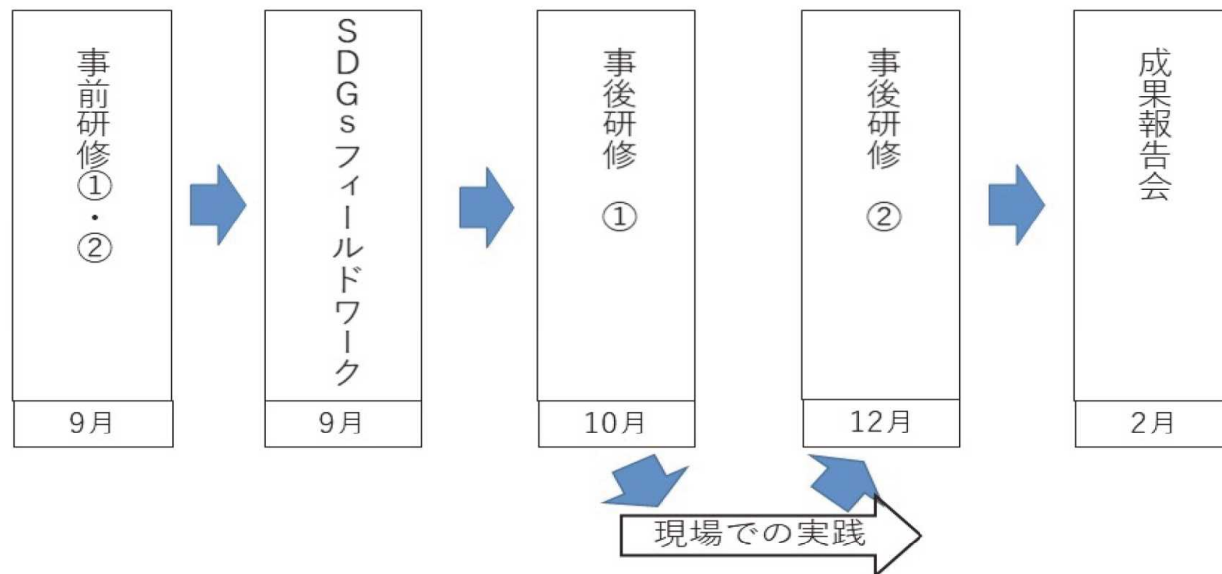 事前研修①・②
9月
SDGsフィールドワーク
9月
事後研修 ①
10月
事後研修 ②
12月
成果報告会
2月
現場での実践